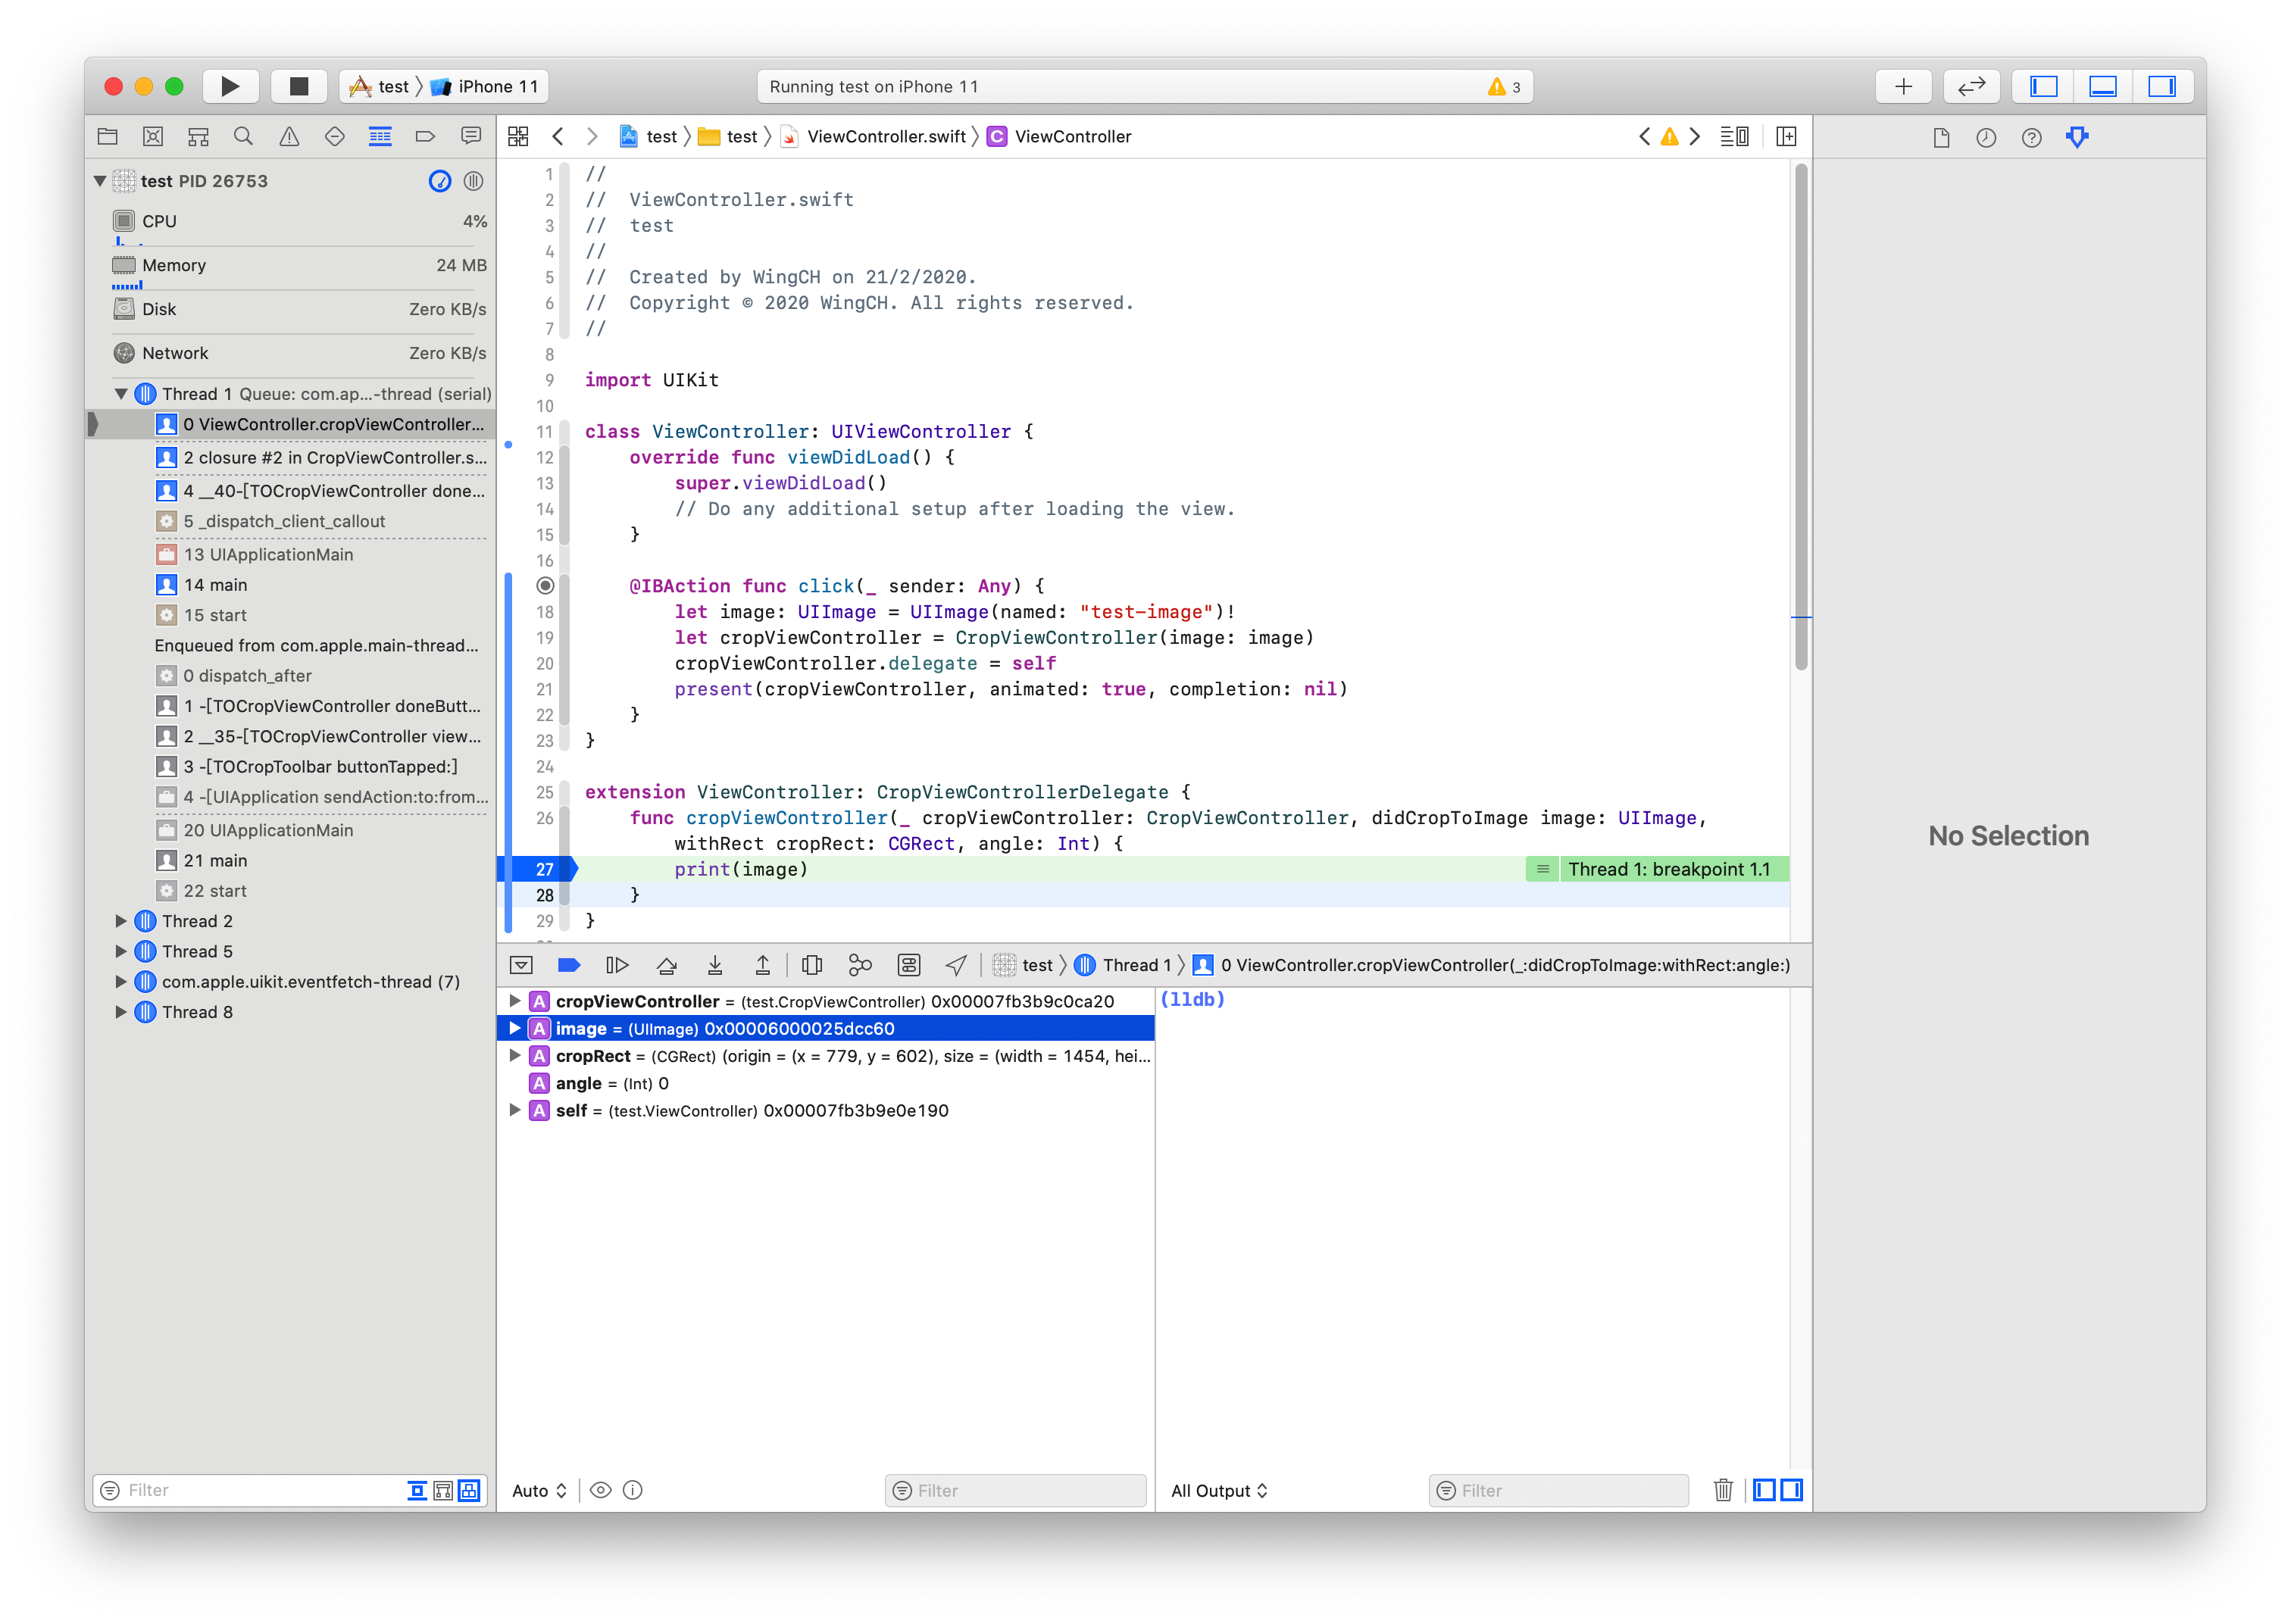 test 〉 iPhone 11
Running test on iPhone 11
3
test 〉 test 〉 ViewController.swift 〉 C ViewController
test PID 26753
CPU 4%
Memory 24 MB
Disk Zero KB/s
Network Zero KB/s
Thread 1 Queue: com.ap...-thread (serial)
0 ViewController.cropViewController...
2 closure #2 in CropViewController.s...
4 __40-[TOCropViewController done...
5 _dispatch_client_callout
13 UIApplicationMain
14 main
15 start
Enqueued from com.apple.main-thread...
0 dispatch_after
1 -[TOCropViewController doneButt...
2 __35-[TOCropViewController view...
3 -[TOCropToolbar buttonTapped:]
4 -[UIApplication sendAction:to:from...
20 UIApplicationMain
21 main
22 start
Thread 2
Thread 5
com.apple.uikit.eventfetch-thread (7)
Thread 8
Filter
1 //
2 //  ViewController.swift
3 //  test
4 //
5 //  Created by WingCH on 21/2/2020.
6 //  Copyright © 2020 WingCH. All rights reserved.
7 //
8
9 import UIKit
10
11 class ViewController: UIViewController {
12     override func viewDidLoad() {
13         super.viewDidLoad()
14         // Do any additional setup after loading the view.
15     }
16
@IBAction func click(_ sender: Any) {
18         let image: UIImage = UIImage(named: "test-image")!
19         let cropViewController = CropViewController(image: image)
20         cropViewController.delegate = self
21         present(cropViewController, animated: true, completion: nil)
22     }
23 }
24
25 extension ViewController: CropViewControllerDelegate {
26     func cropViewController(_ cropViewController: CropViewController, didCropToImage image: UIImage,
withRect cropRect: CGRect, angle: Int) {
27         print(image) Thread 1: breakpoint 1.1
28     }
29 }
test 〉 Thread 1 〉 0 ViewController.cropViewController(_:didCropToImage:withRect:angle:)
A cropViewController = (test.CropViewController) 0x00007fb3b9c0ca20
A image = (UIImage) 0x00006000025dcc60
A cropRect = (CGRect) (origin = (x = 779, y = 602), size = (width = 1454, hei...
A angle = (Int) 0
A self = (test.ViewController) 0x00007fb3b9e0e190
Auto
Filter
(lldb)
All Output
Filter
No Selection